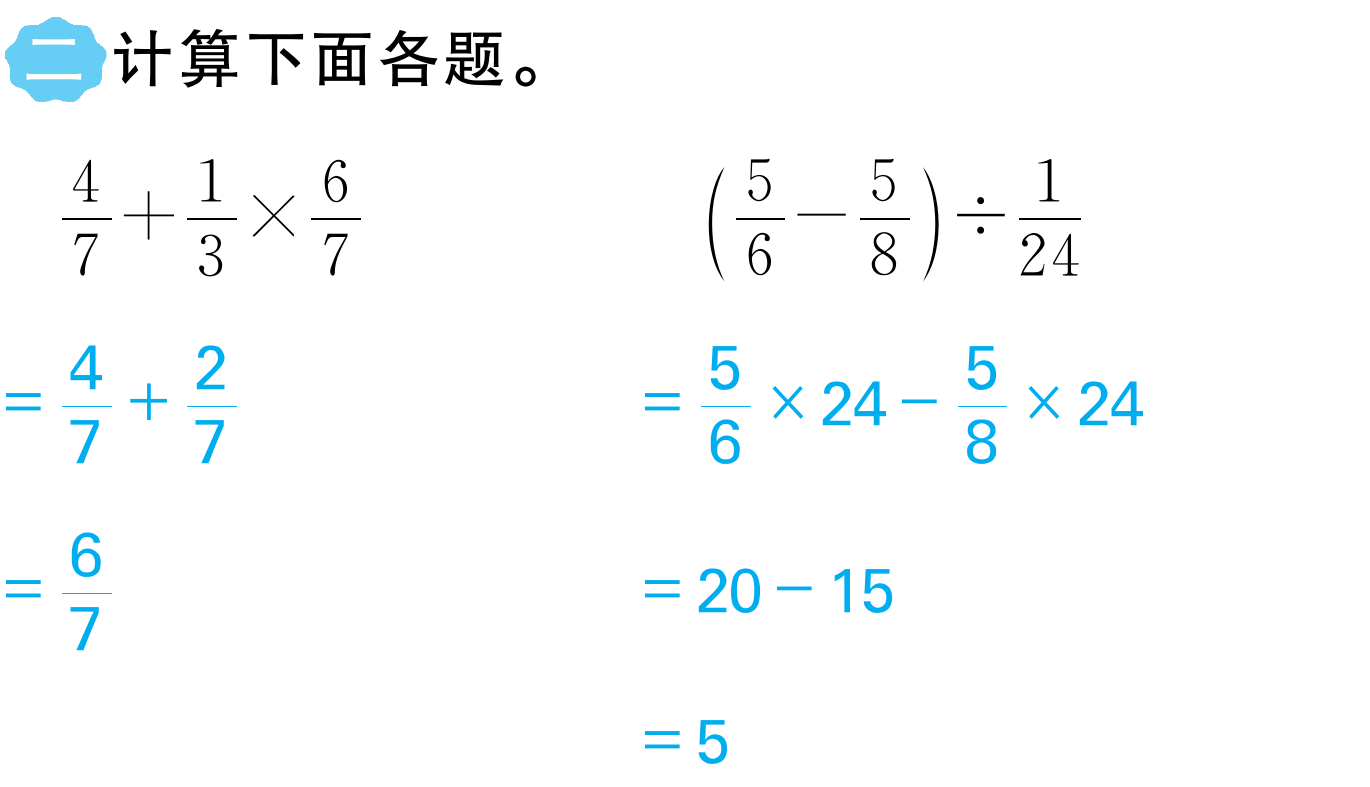 二 计算下面各题。
4/7 + 1/3 × 6/7
= 4/7 + 2/7
= 6/7
(5/6 − 5/8) ÷ 1/24
= 5/6 × 24 − 5/8 × 24
= 20 − 15
= 5